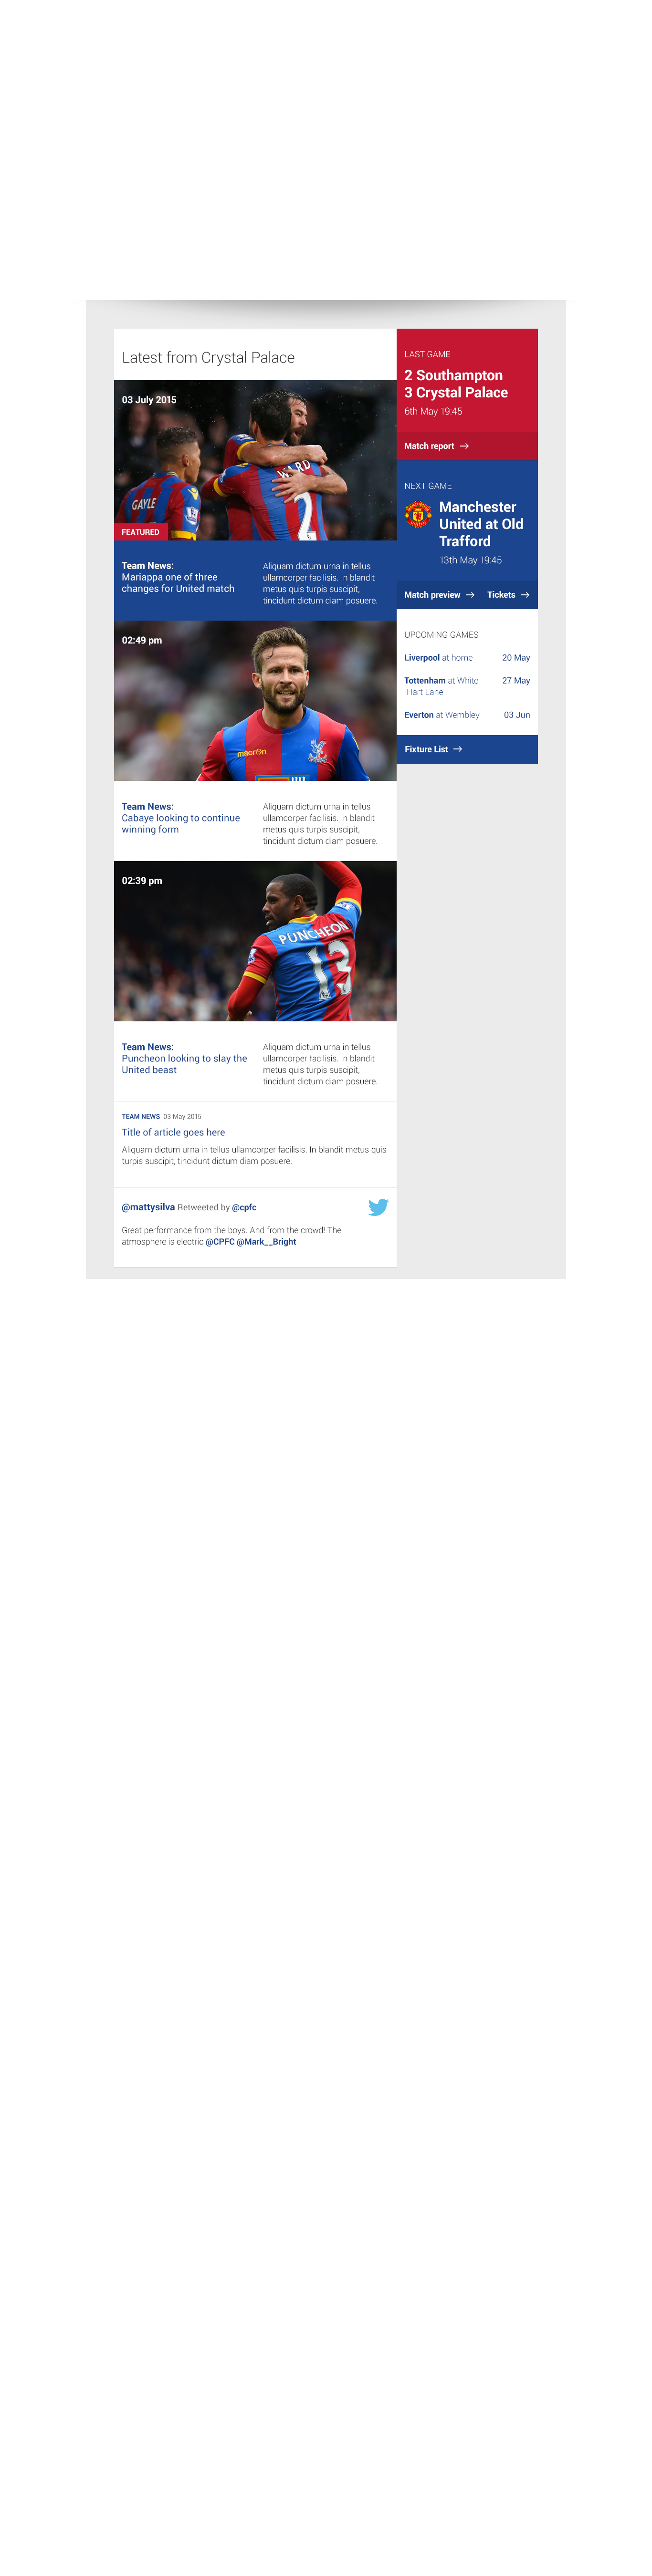 Latest from Crystal Palace
03 July 2015
WARD
2
GAYLE
FEATURED
Team News:
Mariappa one of three
changes for United match
Aliquam dictum urna in tellus
ullamcorper facilisis. In blandit
metus quis turpis suscipit,
tincidunt dictum diam posuere.
02:49 pm
macron
Team News:
Cabaye looking to continue
winning form
Aliquam dictum urna in tellus
ullamcorper facilisis. In blandit
metus quis turpis suscipit,
tincidunt dictum diam posuere.
02:39 pm
PUNCHEON
13
Team News:
Puncheon looking to slay the
United beast
Aliquam dictum urna in tellus
ullamcorper facilisis. In blandit
metus quis turpis suscipit,
tincidunt dictum diam posuere.
TEAM NEWS 03 May 2015
Title of article goes here
Aliquam dictum urna in tellus ullamcorper facilisis. In blandit metus quis
turpis suscipit, tincidunt dictum diam posuere.
@mattysilva Retweeted by @cpfc
Great performance from the boys. And from the crowd! The
atmosphere is electric @CPFC @Mark__Bright
LAST GAME
2 Southampton
3 Crystal Palace
6th May 19:45
Match report →
NEXT GAME
Manchester
United at Old
Trafford
13th May 19:45
Match preview → Tickets →
UPCOMING GAMES
Liverpool at home 20 May
Tottenham at White 27 May
Hart Lane
Everton at Wembley 03 Jun
Fixture List →